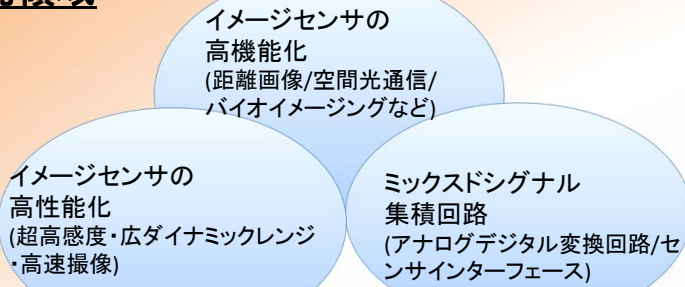 イメージセンサの
高機能化
(距離画像/空間光通信/
バイオイメージングなど)
イメージセンサの
高性能化
(超高感度・広ダイナミックレンジ
・高速撮像)
ミックスドシグナル
集積回路
(アナログデジタル変換回路/セ
ンサインターフェース)